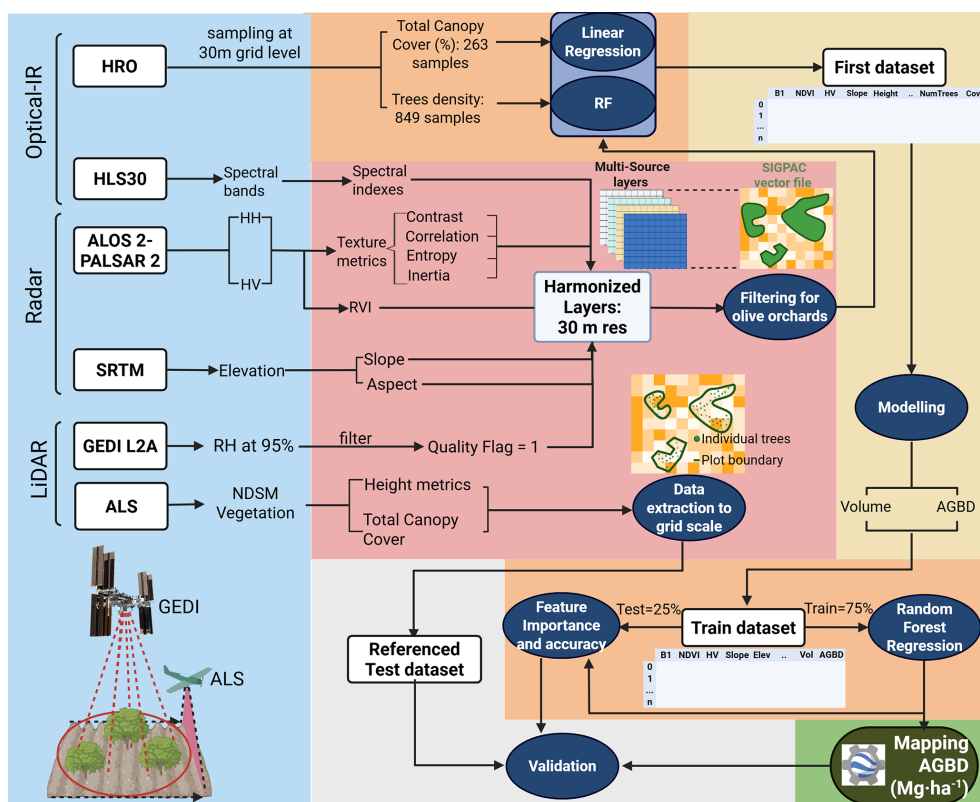 Optical-IR
HRO
sampling at
30m grid level
Total Canopy
Cover (%): 263
samples
Trees density:
849 samples
Linear
Regression
RF
First dataset
B1 NDVI HV Slope Height .. NumTrees Cov
0
1
...
n
HLS30
Spectral
bands
Spectral
indexes
Multi-Source
layers
SIGPAC
vector file
Radar
ALOS 2-
PALSAR 2
HH
HV
Texture
metrics
Contrast
Correlation
Entropy
Inertia
RVI
Harmonized
Layers:
30 m res
Filtering for
olive orchards
SRTM
Elevation
Slope
Aspect
Modelling
Volume
AGBD
LiDAR
GEDI L2A
RH at 95%
filter
Quality Flag = 1
Individual trees
Plot boundary
ALS
NDSM
Vegetation
Height metrics
Total Canopy
Cover
Data
extraction to
grid scale
GEDI
ALS
Referenced
Test dataset
Feature
Importance
and accuracy
Test=25%
Train dataset
Train=75%
Random
Forest
Regression
B1 NDVI HV Slope Elev .. Vol AGBD
0
1
...
n
Validation
Mapping
AGBD
(Mg·ha⁻¹)